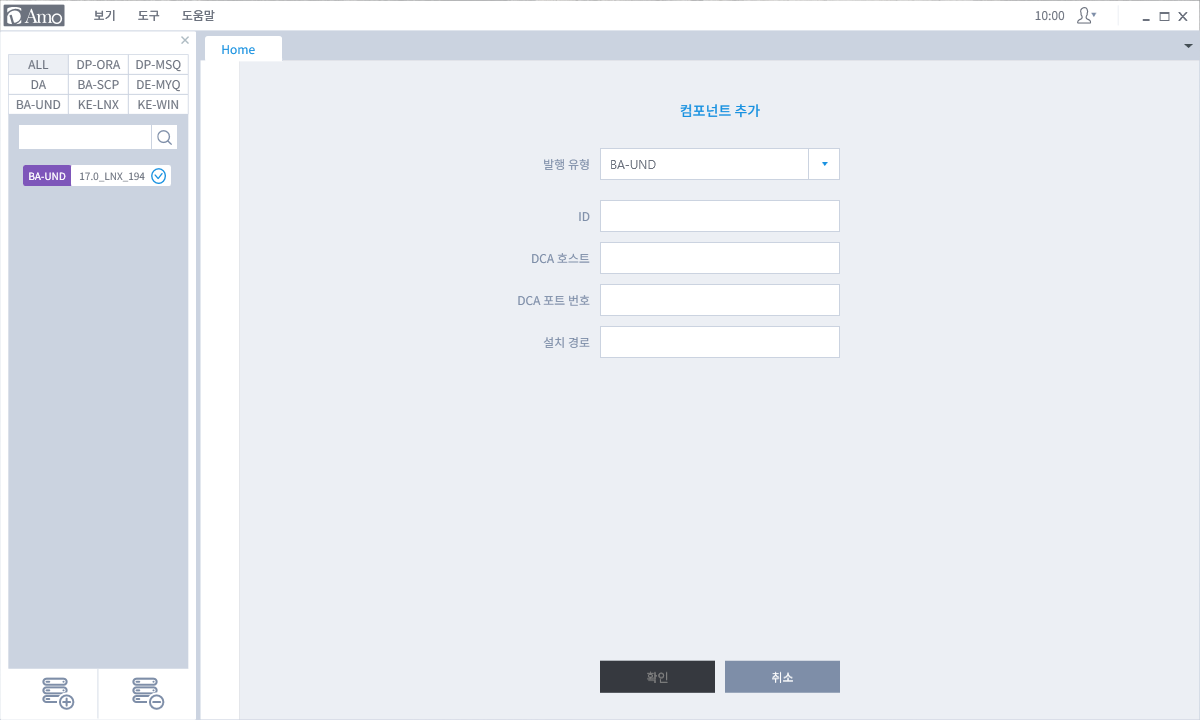 Amo 보기 도구 도움말 10:00
Home
ALL DP-ORA DP-MSQ
DA BA-SCP DE-MYQ
BA-UND KE-LNX KE-WIN
BA-UND 17.0_LNX_194
컴포넌트 추가
발행 유형 BA-UND
ID
DCA 호스트
DCA 포트 번호
설치 경로
확인 취소